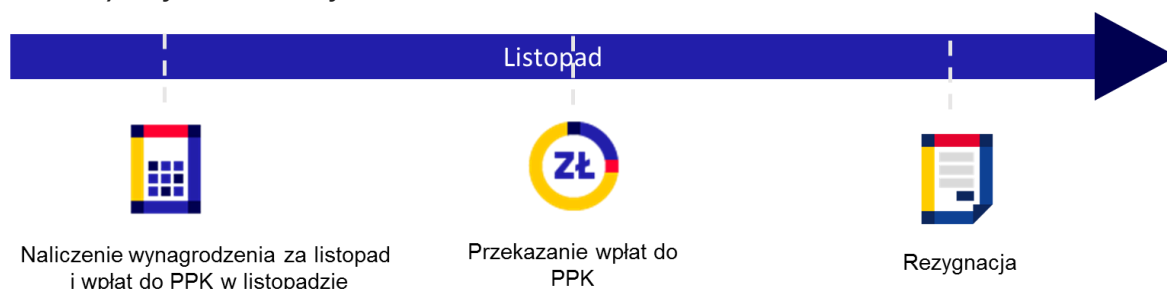 Listopad
ZŁ
Naliczenie wynagrodzenia za listopad
i wpłat do PPK w listopadzie
Przekazanie wpłat do
PPK
Rezygnacja